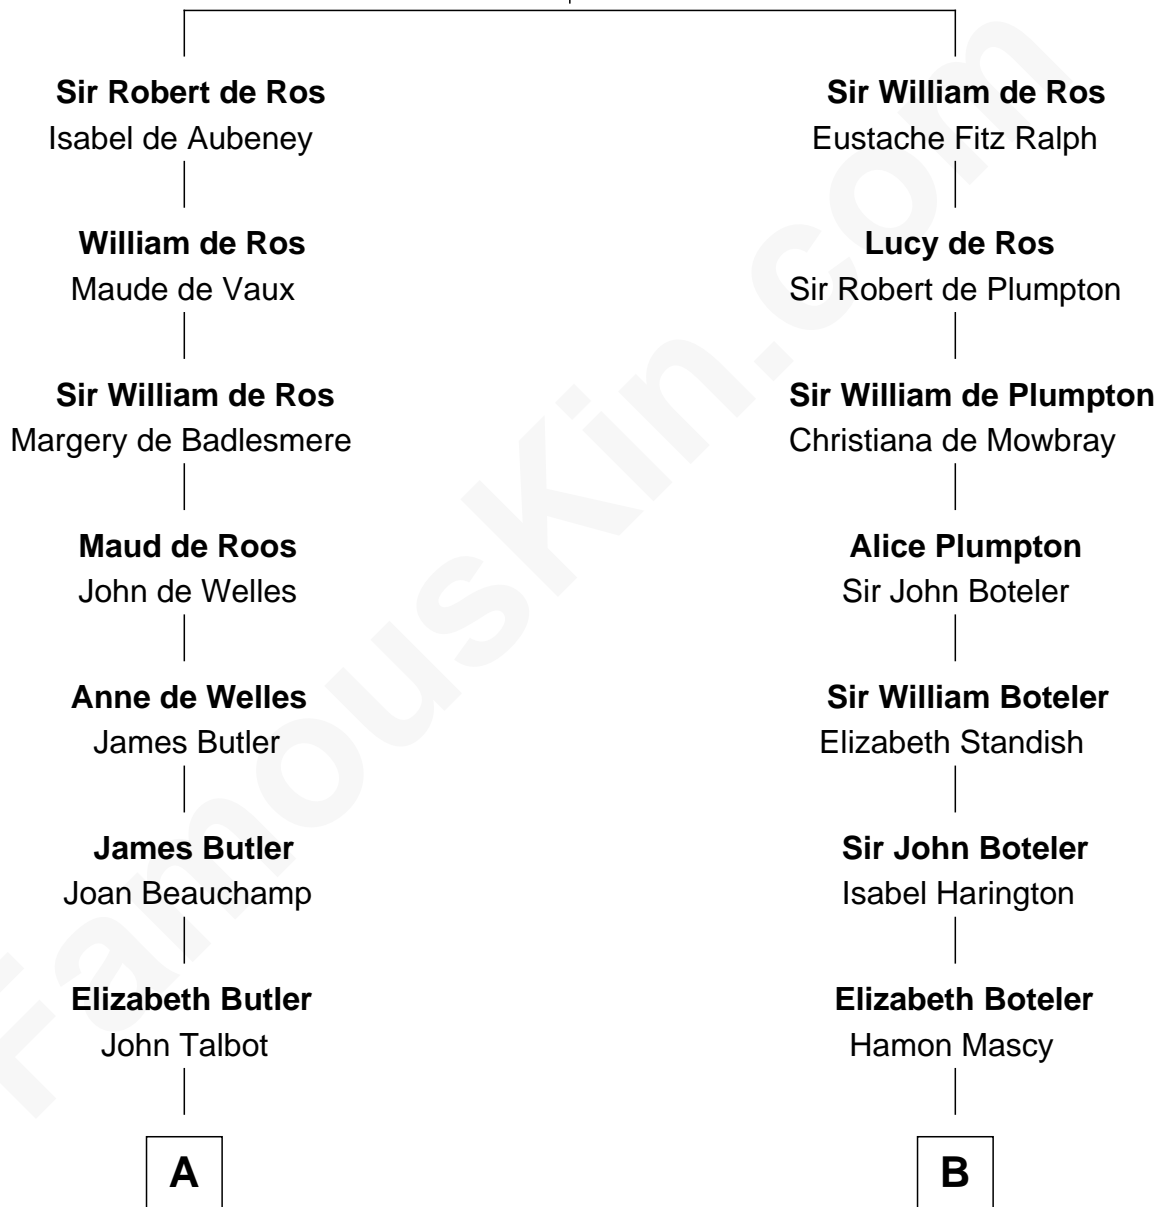 Sir Robert de Ros
Isabel de Aubeney
William de Ros
Maude de Vaux
Sir William de Ros
Margery de Badlesmere
Maud de Roos
John de Welles
Anne de Welles
James Butler
James Butler
Joan Beauchamp
Elizabeth Butler
John Talbot
A
Sir William de Ros
Eustache Fitz Ralph
Lucy de Ros
Sir Robert de Plumpton
Sir William de Plumpton
Christiana de Mowbray
Alice Plumpton
Sir John Boteler
Sir William Boteler
Elizabeth Standish
Sir John Boteler
Isabel Harington
Elizabeth Boteler
Hamon Mascy
B
FamousKin.com